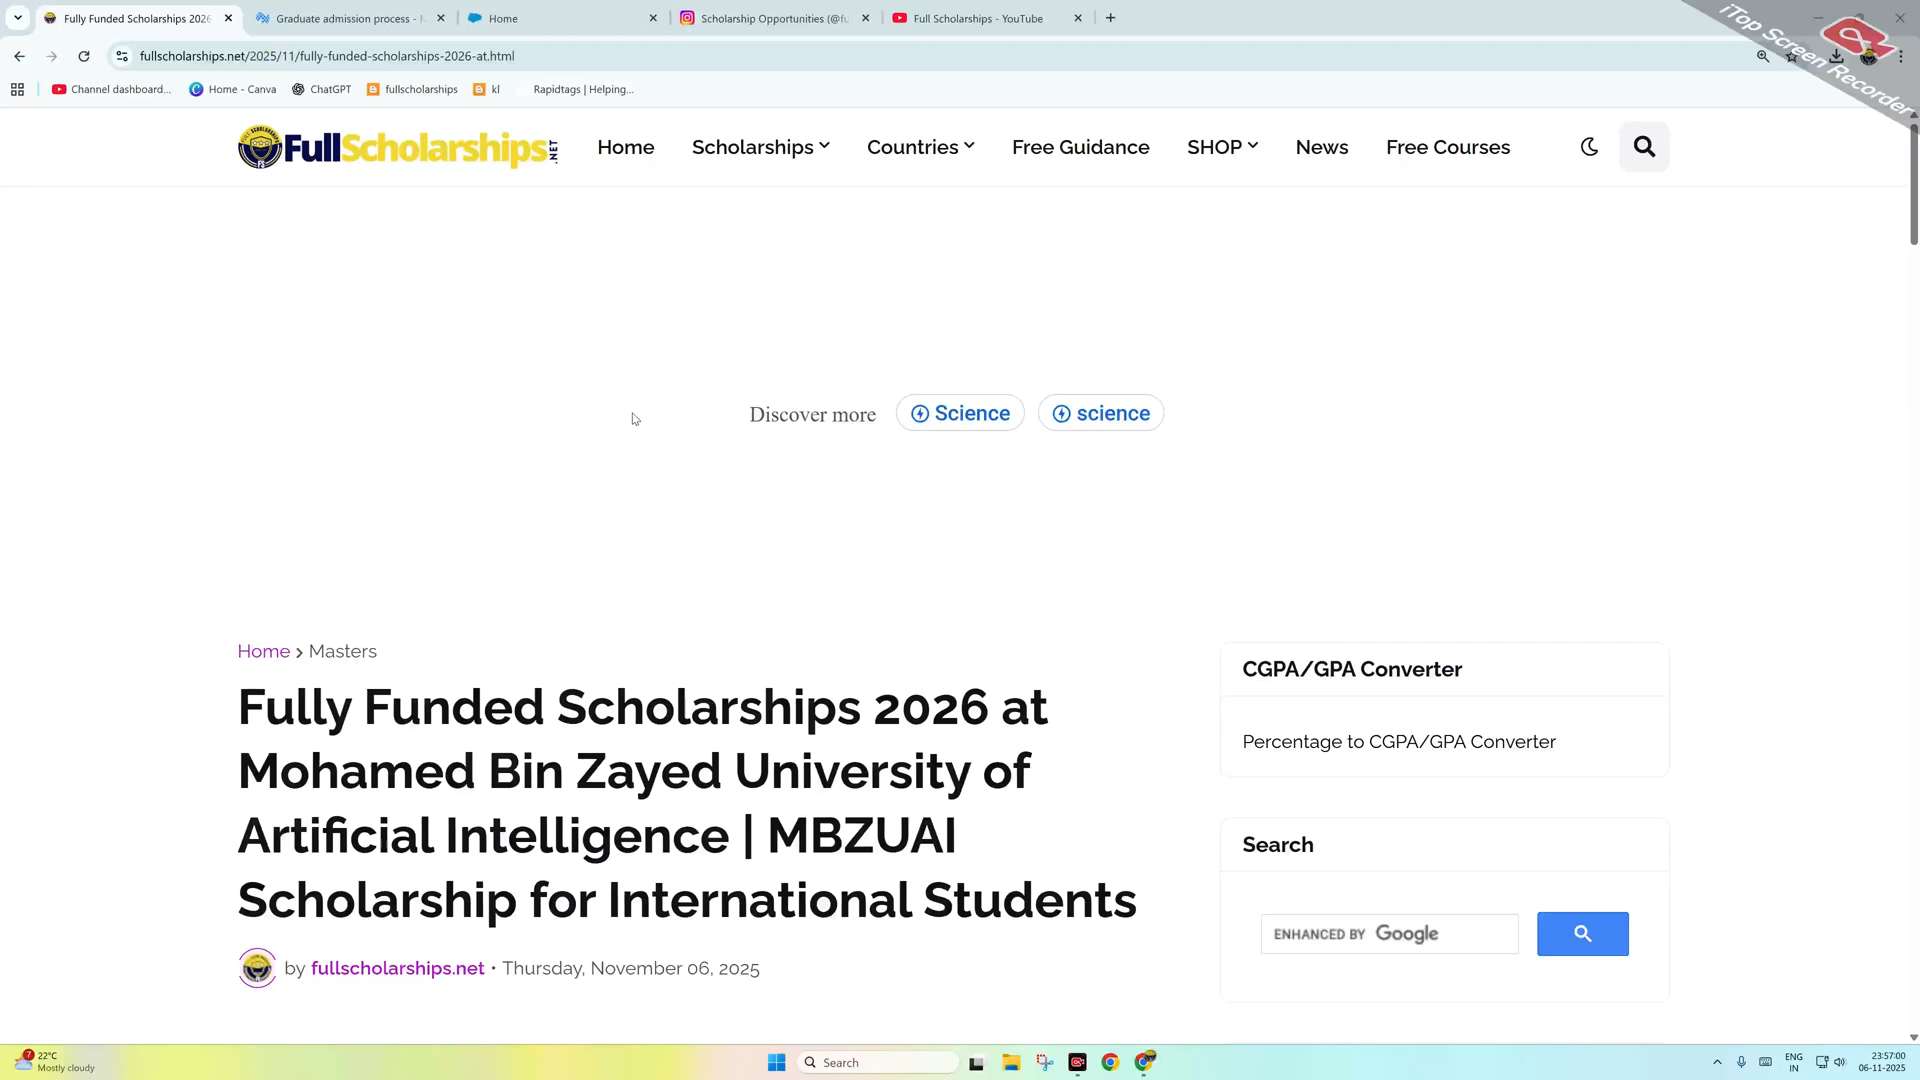 Fully Funded Scholarships 2026
Graduate admission process -
Home
Scholarship Opportunities (@fu
Full Scholarships - YouTube
fullscholarships.net/2025/11/fully-funded-scholarships-2026-at.html
Channel dashboard...
Home - Canva
ChatGPT
fullscholarships
kl
Rapidtags | Helping...
iTop Screen Recorder
FullScholarships.NET
Home
Scholarships
Countries
Free Guidance
SHOP
News
Free Courses
Discover more
Science
science
Home > Masters
Fully Funded Scholarships 2026 at
Mohamed Bin Zayed University of
Artificial Intelligence | MBZUAI
Scholarship for International Students
by fullscholarships.net • Thursday, November 06, 2025
CGPA/GPA Converter
Percentage to CGPA/GPA Converter
Search
ENHANCED BY Google
7
22°C
Mostly cloudy
Search
ENG
IN
23:57:00
06-11-2025